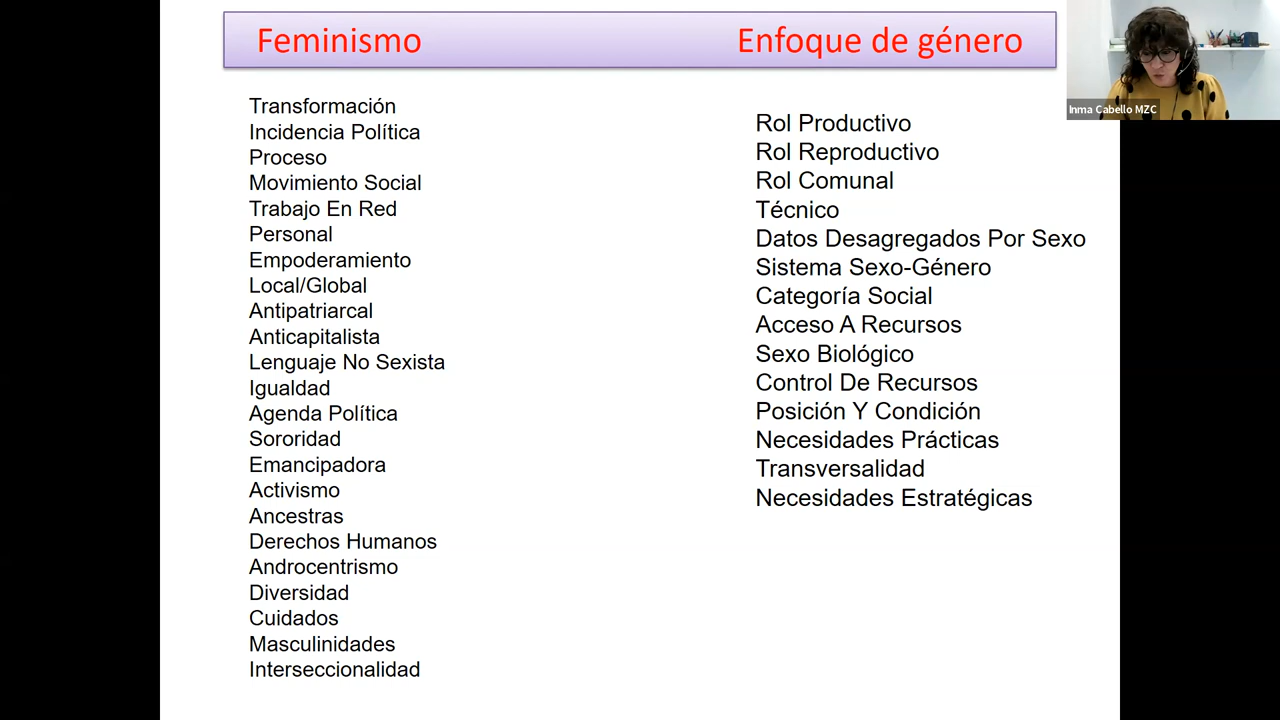 Feminismo
Enfoque de género
Inma Cabello MZC
Transformación
Incidencia Política
Proceso
Movimiento Social
Trabajo En Red
Personal
Empoderamiento
Local/Global
Antipatriarcal
Anticapitalista
Lenguaje No Sexista
Igualdad
Agenda Política
Sororidad
Emancipadora
Activismo
Ancestras
Derechos Humanos
Androcentrismo
Diversidad
Cuidados
Masculinidades
Interseccionalidad
Rol Productivo
Rol Reproductivo
Rol Comunal
Técnico
Datos Desagregados Por Sexo
Sistema Sexo-Género
Categoría Social
Acceso A Recursos
Sexo Biológico
Control De Recursos
Posición Y Condición
Necesidades Prácticas
Transversalidad
Necesidades Estratégicas